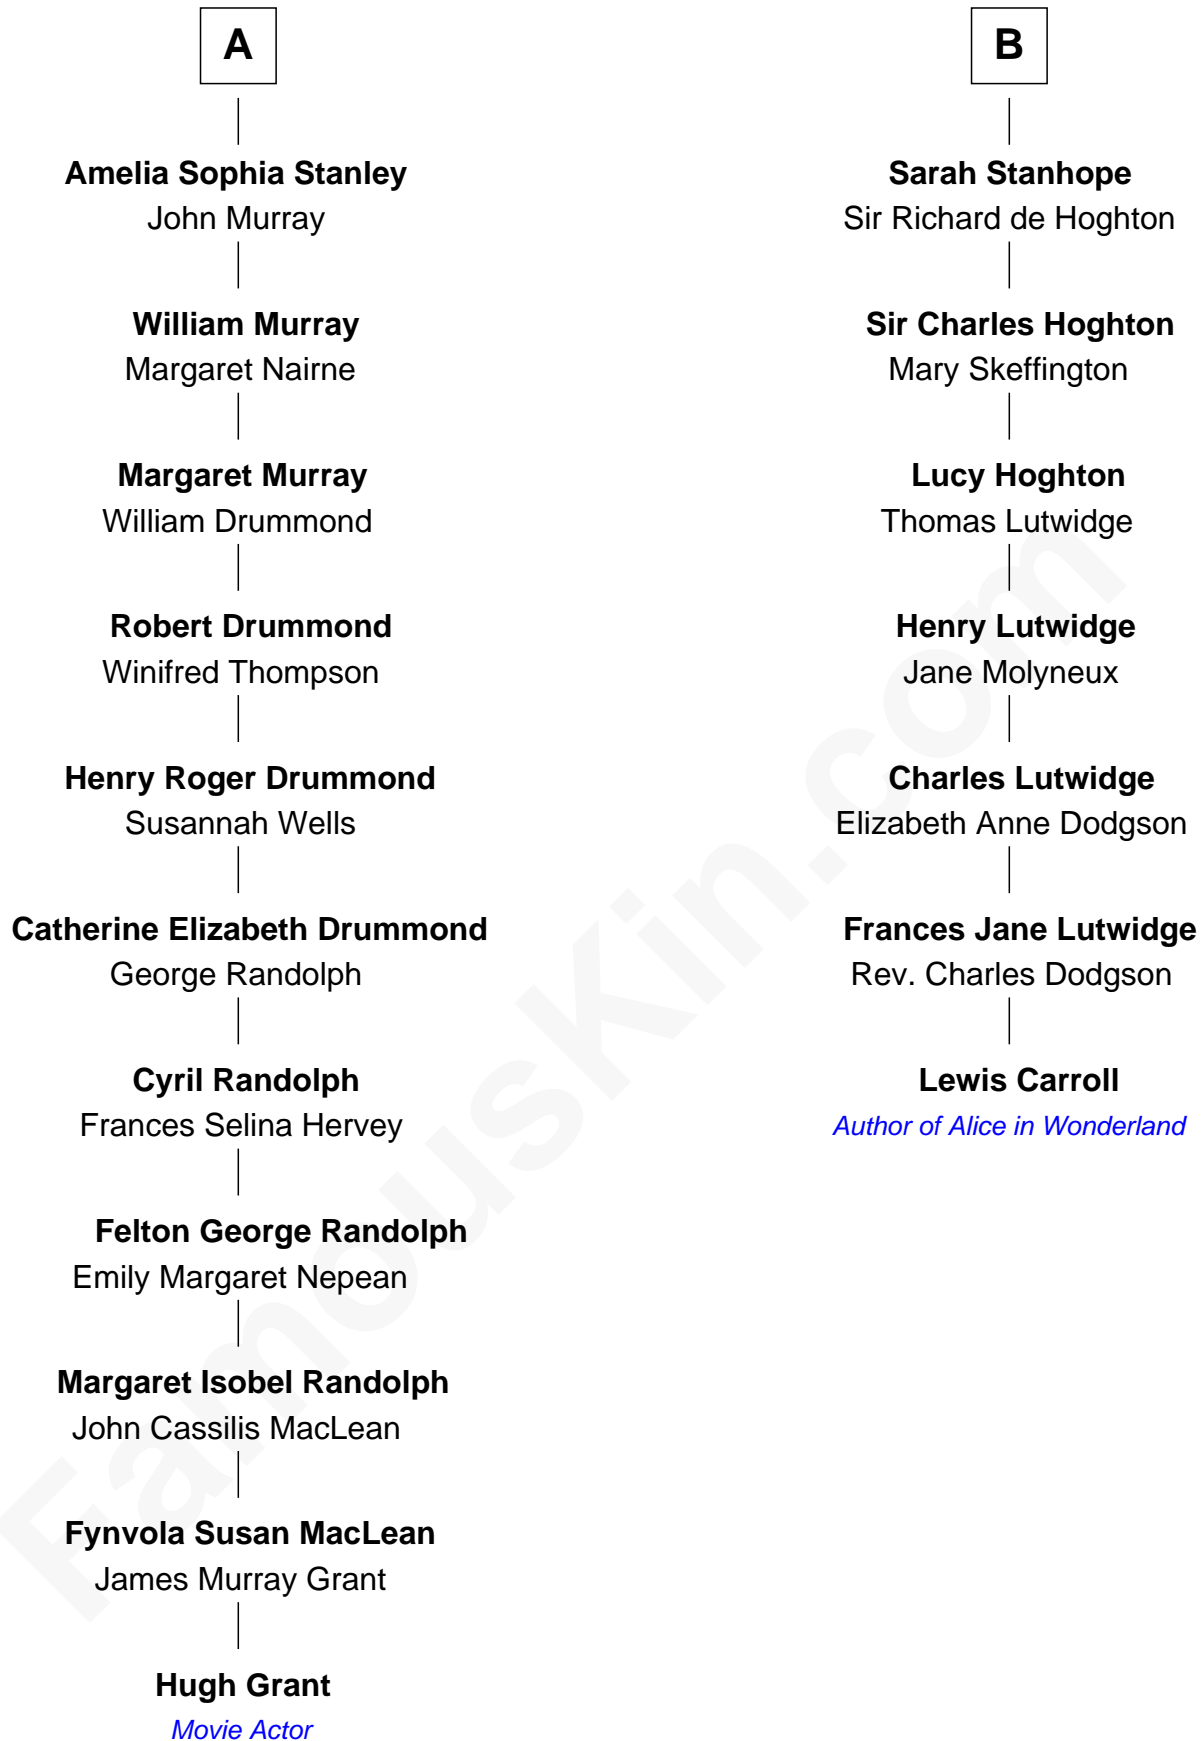 A
Amelia Sophia Stanley
John Murray
William Murray
Margaret Nairne
Margaret Murray
William Drummond
Robert Drummond
Winifred Thompson
Henry Roger Drummond
Susannah Wells
Catherine Elizabeth Drummond
George Randolph
Cyril Randolph
Frances Selina Hervey
Felton George Randolph
Emily Margaret Nepean
Margaret Isobel Randolph
John Cassilis MacLean
Fynvola Susan MacLean
James Murray Grant
Hugh Grant
Movie Actor
B
Sarah Stanhope
Sir Richard de Hoghton
Sir Charles Hoghton
Mary Skeffington
Lucy Hoghton
Thomas Lutwidge
Henry Lutwidge
Jane Molyneux
Charles Lutwidge
Elizabeth Anne Dodgson
Frances Jane Lutwidge
Rev. Charles Dodgson
Lewis Carroll
Author of Alice in Wonderland
FamousKin.com